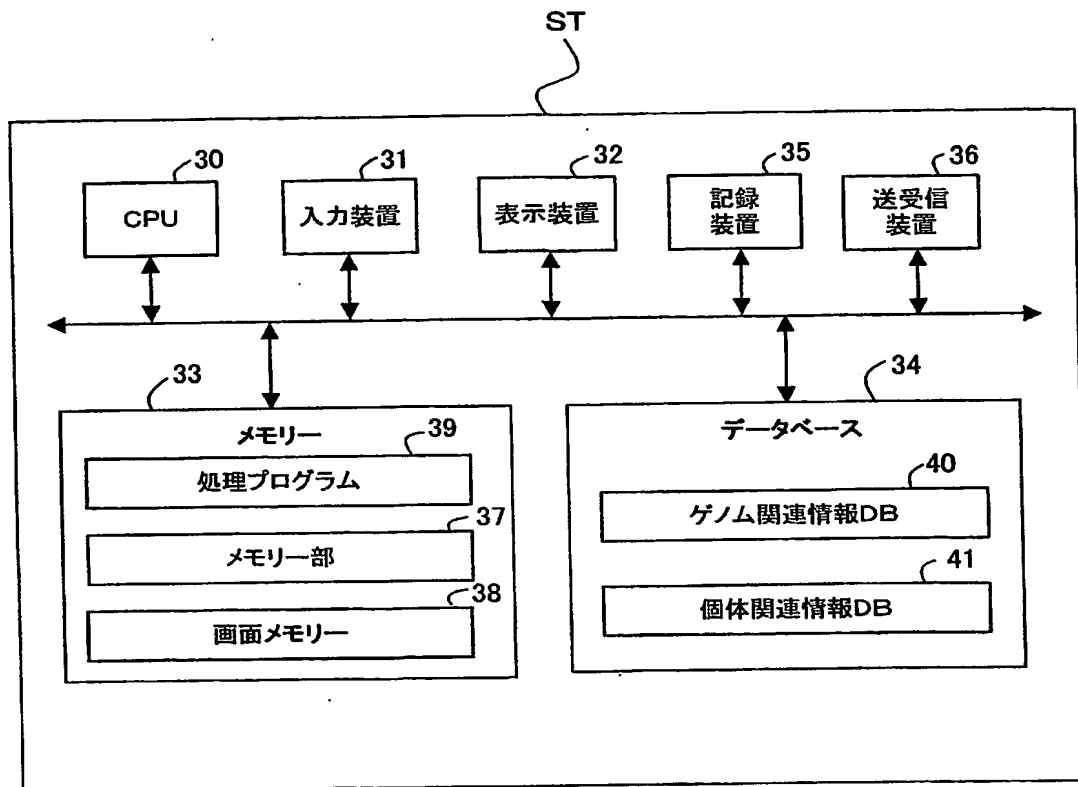 ST
30
31
32
35
36
CPU
入力装置
表示装置
記録
装置
送受信
装置
33
34
メモリー
データベース
39
処理プログラム
37
メモリー部
38
画面メモリー
40
ゲノム関連情報DB
41
個体関連情報DB